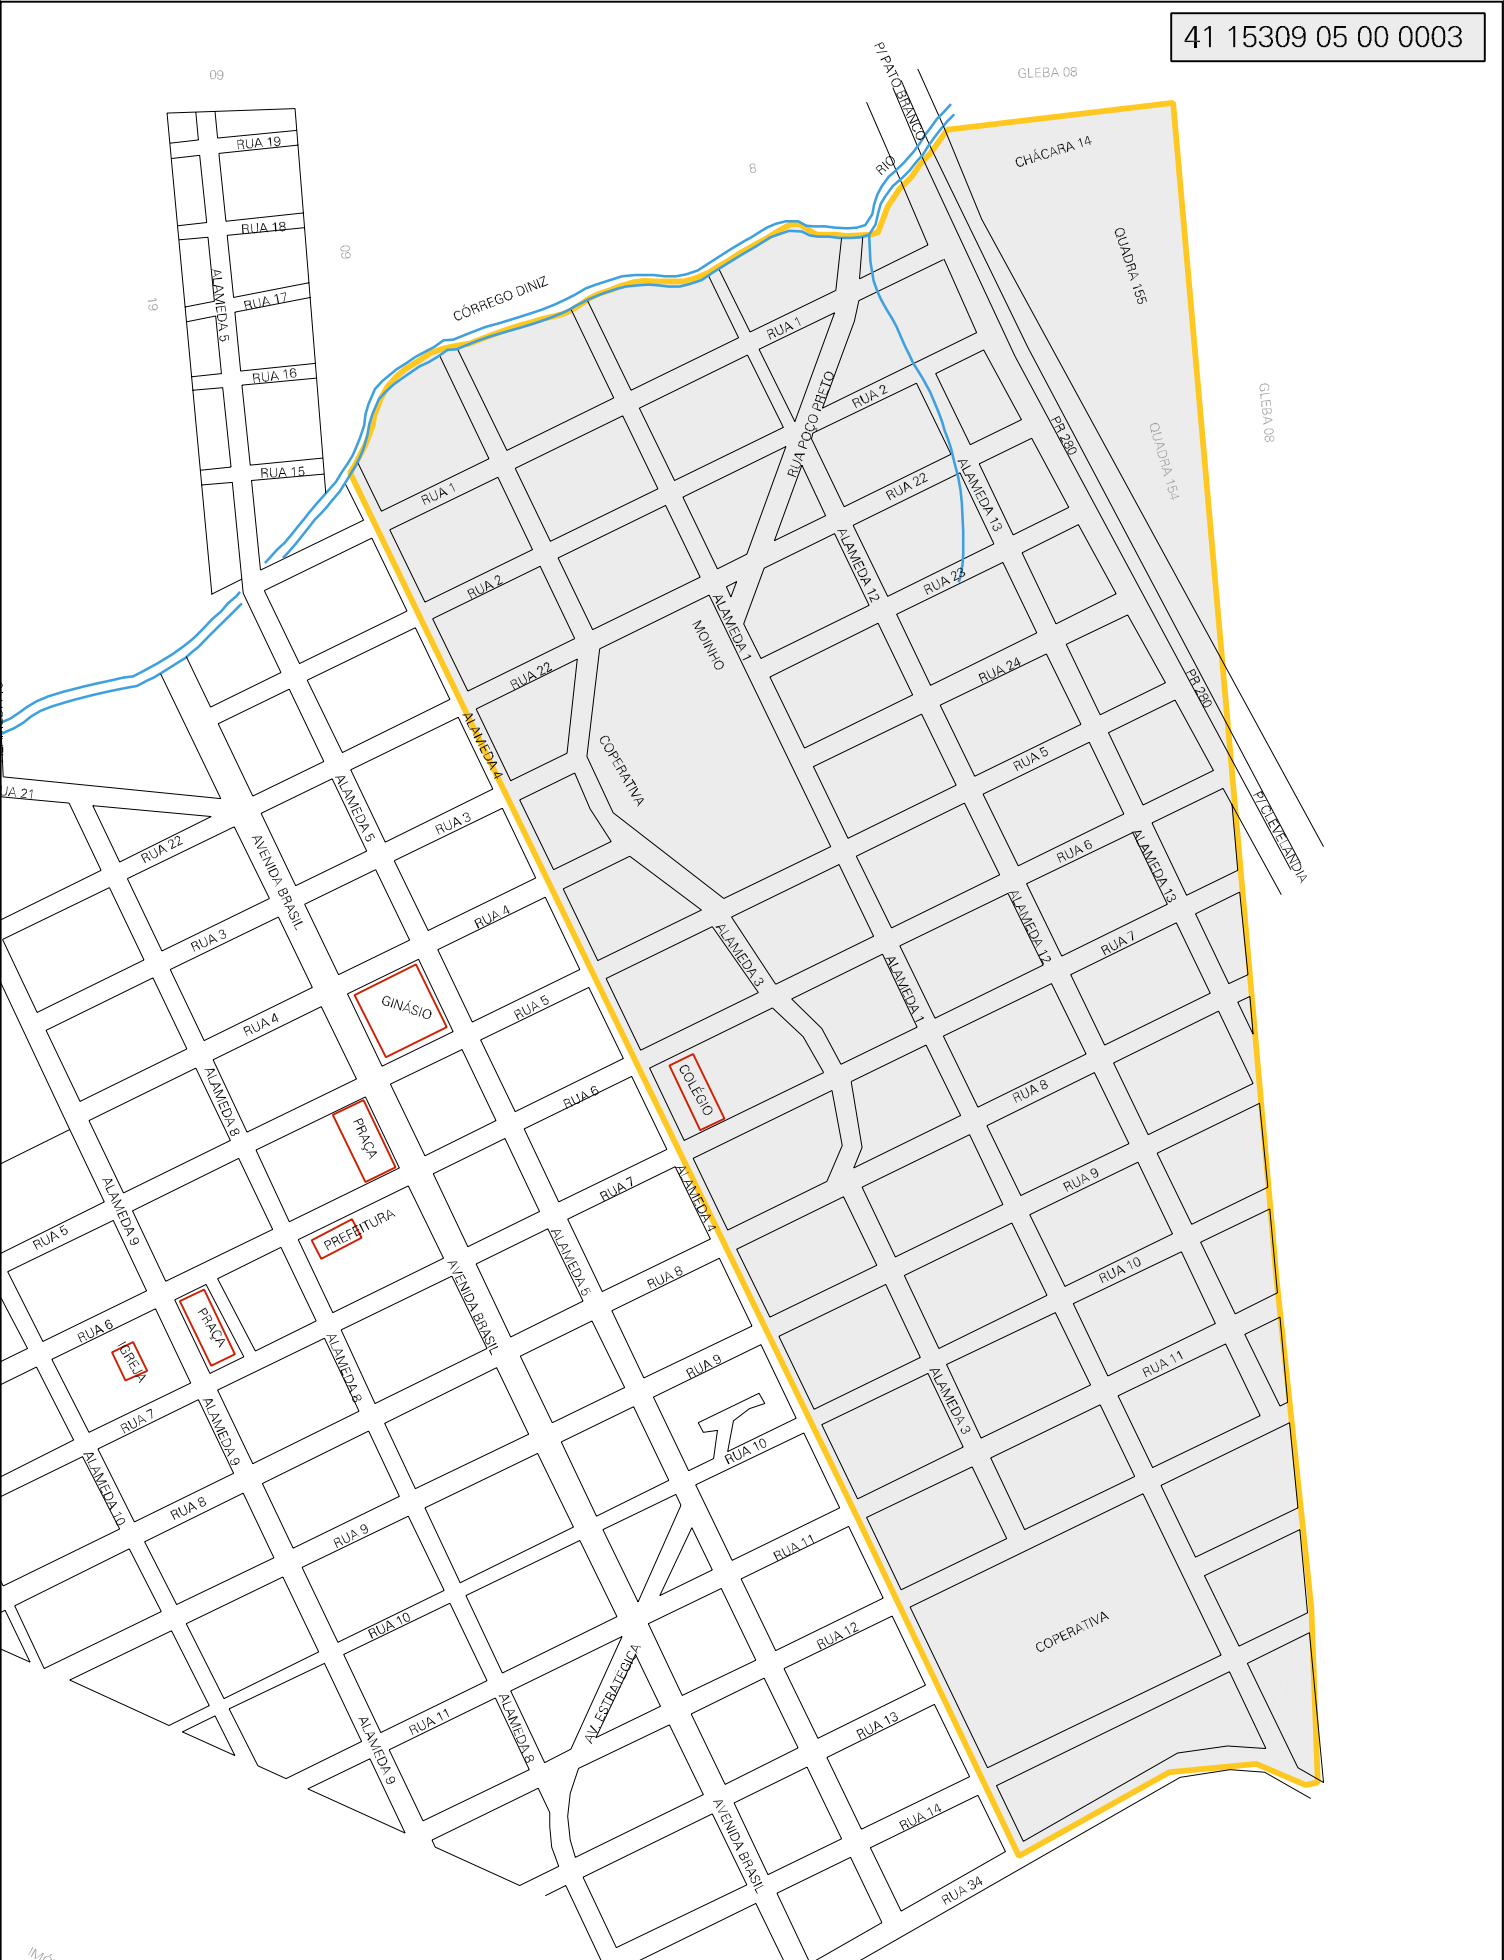 41 15309 05 00 0003
P/ PATO BRANCO
GLEBA 08
09
RUA 19
CHÁCARA 14
8
RIO
RUA 18
09
QUADRA 155
19
ALAMEDA 5
RUA 17
CÓRREGO DINIZ
RUA 1
RUA 16
RUA 2
RUA POÇO PRETO
GLEBA 08
PR 280
QUADRA 154
RUA 15
RUA 1
RUA 22
ALAMEDA 13
ALAMEDA 12
RUA 2
RUA 23
ALAMEDA 1
MOINHO
RUA 22
RUA 24
PR 280
ALAMEDA 4
COPERATIVA
RUA 5
UA 21
ALAMEDA 5
RUA 3
P/ CLEVELANDIA
RUA 22
AVENIDA BRASIL
RUA 6
ALAMEDA 13
RUA 3
RUA 4
ALAMEDA 12
RUA 7
ALAMEDA 3
ALAMEDA 1
GINÁSIO
RUA 5
RUA 4
COLÉGIO
RUA 8
RUA 6
ALAMEDA 8
PRAÇA
RUA 9
RUA 7
ALAMEDA 4
ALAMEDA 9
RUA 5
PREFEITURA
AVENIDA BRASIL
ALAMEDA 5
RUA 8
RUA 10
PRAÇA
RUA 6
IGREJA
ALAMEDA 8
RUA 9
RUA 11
ALAMEDA 3
RUA 7
ALAMEDA 9
RUA 10
ALAMEDA 10
RUA 8
RUA 9
RUA 11
RUA 10
RUA 12
COPERATIVA
AV. ESTRATEGICA
RUA 11
ALAMEDA 8
RUA 13
ALAMEDA 9
RUA 14
AVENIDA BRASIL
RUA 34
IMÓ